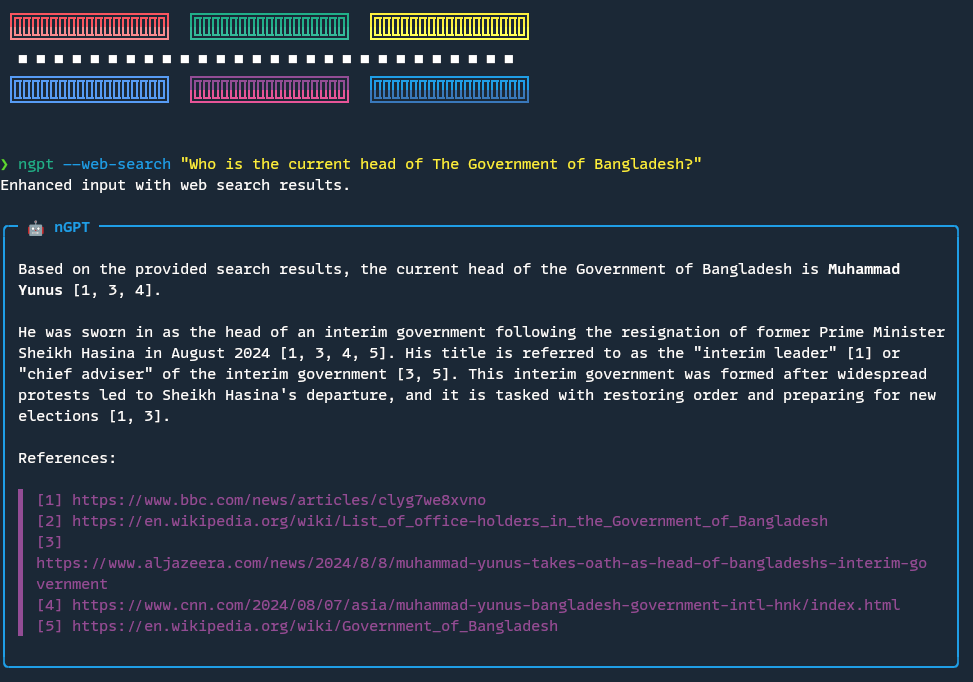 ❯ ngpt --web-search "Who is the current head of The Government of Bangladesh?"
Enhanced input with web search results.
🤖 nGPT
Based on the provided search results, the current head of the Government of Bangladesh is Muhammad
Yunus [1, 3, 4].
He was sworn in as the head of an interim government following the resignation of former Prime Minister
Sheikh Hasina in August 2024 [1, 3, 4, 5]. His title is referred to as the "interim leader" [1] or
"chief adviser" of the interim government [3, 5]. This interim government was formed after widespread
protests led to Sheikh Hasina's departure, and it is tasked with restoring order and preparing for new
elections [1, 3].
References:
[1] https://www.bbc.com/news/articles/clyg7we8xvno
[2] https://en.wikipedia.org/wiki/List_of_office-holders_in_the_Government_of_Bangladesh
[3]
https://www.aljazeera.com/news/2024/8/8/muhammad-yunus-takes-oath-as-head-of-bangladeshs-interim-go
vernment
[4] https://www.cnn.com/2024/08/07/asia/muhammad-yunus-bangladesh-government-intl-hnk/index.html
[5] https://en.wikipedia.org/wiki/Government_of_Bangladesh